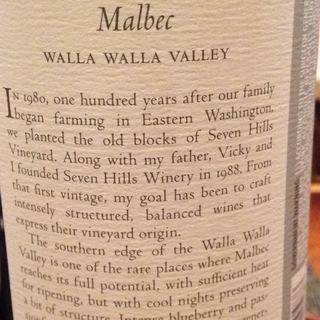 Malbec
WALLA WALLA VALLEY
IN 1980, one hundred years after our family
began farming in Eastern Washington,
we planted the old blocks of Seven Hills
Vineyard. Along with my father, Vicky and
I founded Seven Hills Winery in 1988. From
that first vintage, my goal has been to craft
intensely structured, balanced wines that
express their vineyard origin.
The southern edge of the Walla Walla
Valley is one of the rare places where Malbec
reaches its full potential, with sufficient heat
for ripening, but with cool nights preserving
a bit of structure. Intense blueberry and pas-